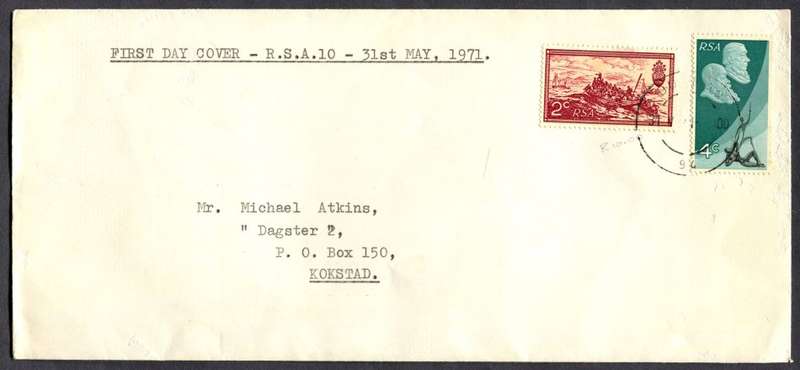 FIRST DAY COVER - R.S.A.10 - 31st MAY, 1971.
2c RSA
RSA
4c
Mr. Michael Atkins,
" Dagster 2,
P. O. Box 150,
KOKSTAD.